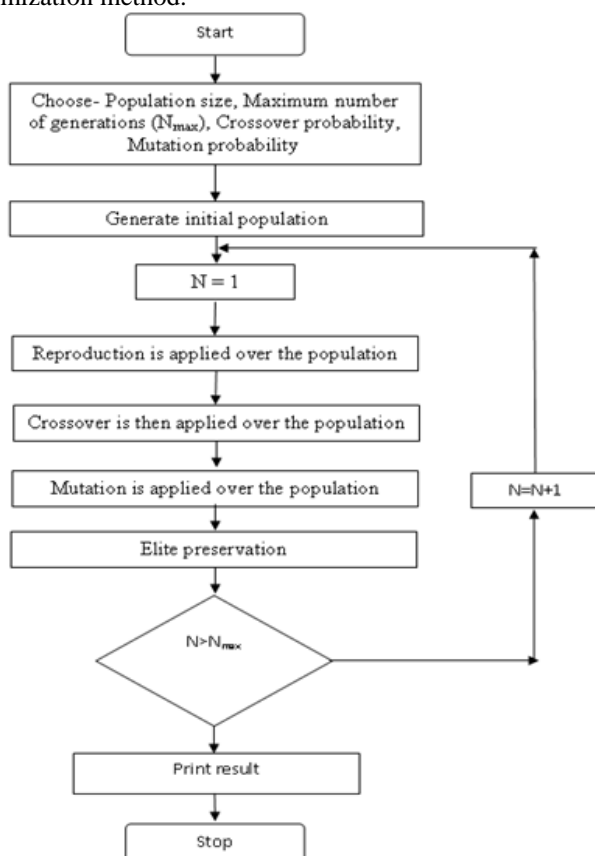 Start
Choose- Population size, Maximum number
of generations (Nmax), Crossover probability,
Mutation probability
Generate initial population
N = 1
Reproduction is applied over the population
Crossover is then applied over the population
Mutation is applied over the population
N=N+1
Elite preservation
N>Nmax
Print result
Stop